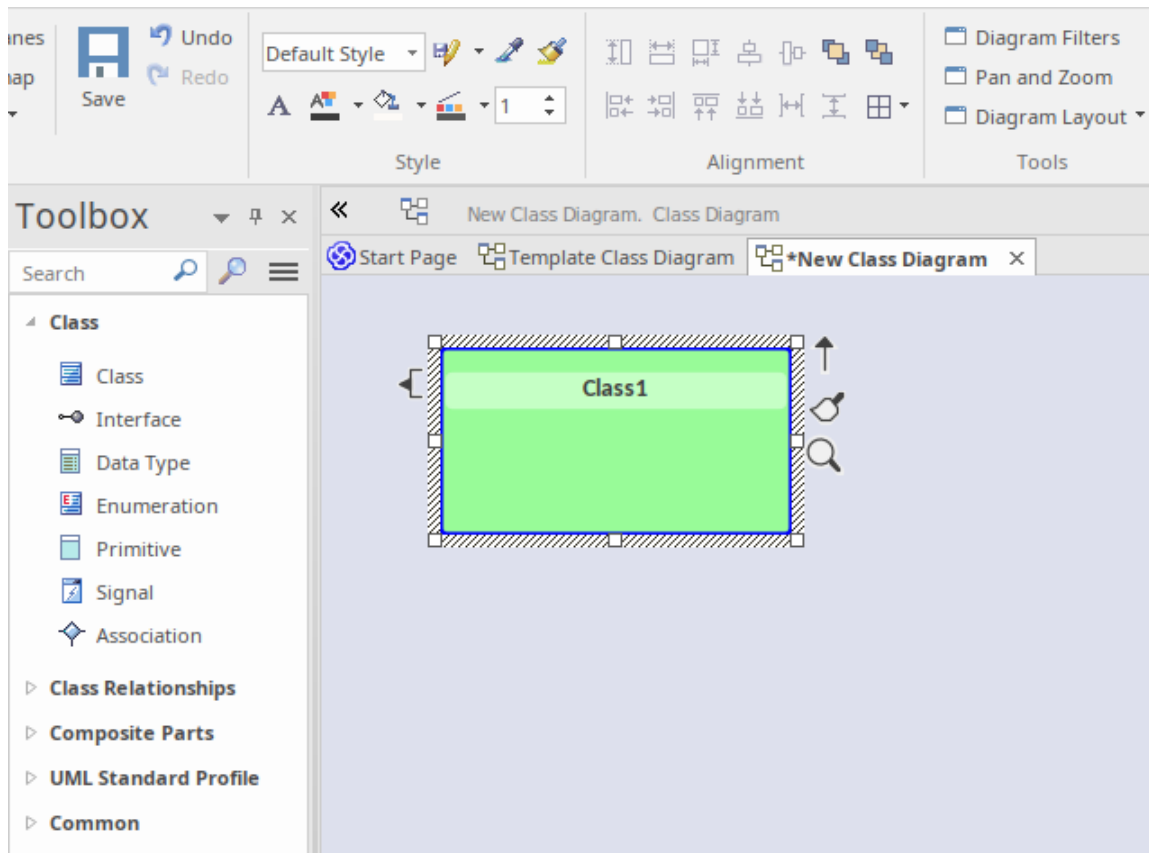 anes
Undo
Diagram Filters
Default Style
Redo
Pan and Zoom
ap
Save
A
1
Diagram Layout
Style
Alignment
Tools
Toolbox
New Class Diagram. Class Diagram
Start Page
Template Class Diagram
*New Class Diagram
Search
Class
Class
Interface
Data Type
Enumeration
Primitive
Signal
Association
Class Relationships
Composite Parts
UML Standard Profile
Common
Class1